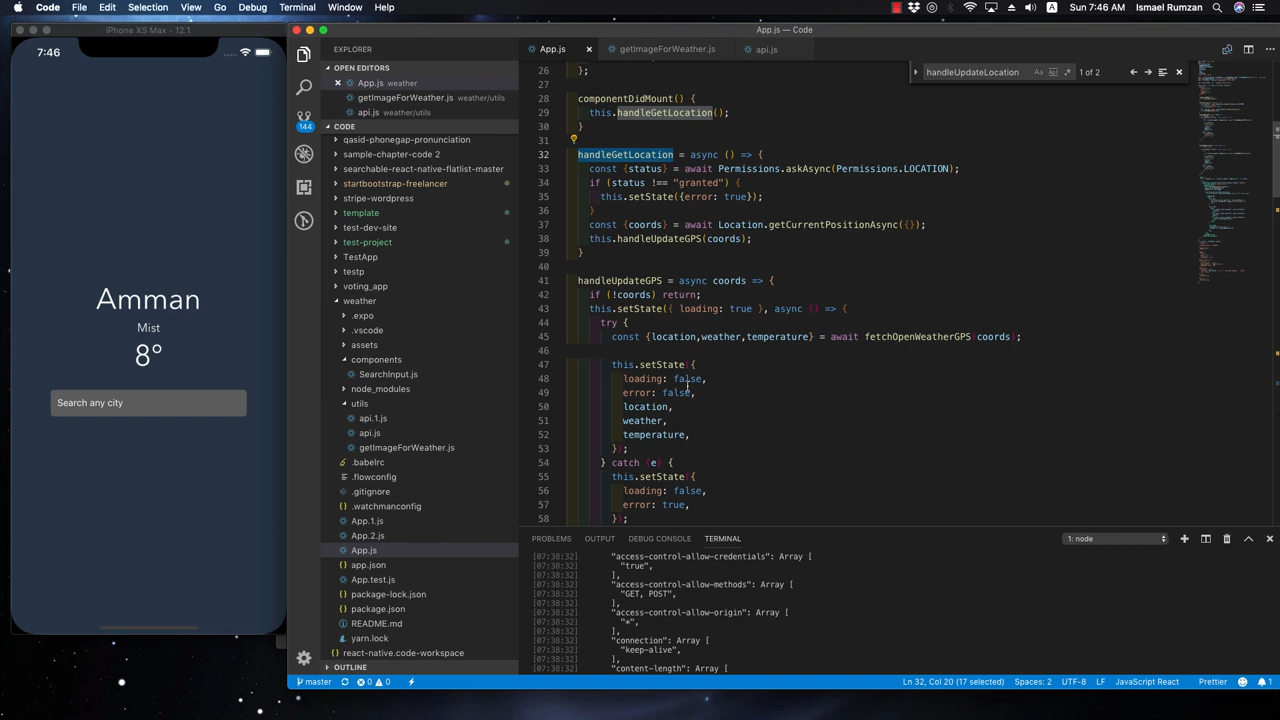 Code File Edit Selection View Go Debug Terminal Window Help
A Sun 7:46 AM Ismael Rumzan
iPhone XS Max - 12.1
App.js — Code
7:46
Amman
Mist
8°
Search any city
EXPLORER
OPEN EDITORS
App.js weather
getImageForWeather.js weather/utils
api.js weather/utils
CODE
144
qasid-phonegap-pronunciation
sample-chapter-code 2
searchable-react-native-flatlist-master
startbootstrap-freelancer
stripe-wordpress
template
test-dev-site
test-project
TestApp
testp
voting_app
weather
.expo
.vscode
assets
components
SearchInput.js
node_modules
utils
api.1.js
api.js
getImageForWeather.js
.babelrc
.flowconfig
.gitignore
.watchmanconfig
App.1.js
App.2.js
App.js
app.json
App.test.js
package-lock.json
package.json
README.md
yarn.lock
react-native.code-workspace
OUTLINE
App.js getImageForWeather.js api.js
handleUpdateLocation Aa Abl .* 1 of 2
26 };
27
28 componentDidMount() {
29 this.handleGetLocation();
30 }
31
32 handleGetLocation = async () => {
33 const {status} = await Permissions.askAsync(Permissions.LOCATION);
34 if (status !== "granted") {
35 this.setState({error: true});
36 }
37 const {coords} = await Location.getCurrentPositionAsync({});
38 this.handleUpdateGPS(coords);
39 }
40
41 handleUpdateGPS = async coords => {
42 if (!coords) return;
43 this.setState({ loading: true }, async () => {
44 try {
45 const {location,weather,temperature} = await fetchOpenWeatherGPS(coords);
46
47 this.setState({
48 loading: false,
49 error: false,
50 location,
51 weather,
52 temperature,
53 });
54 } catch (e) {
55 this.setState({
56 loading: false,
57 error: true,
58 });
PROBLEMS OUTPUT DEBUG CONSOLE TERMINAL 1: node
[07:38:32] "access-control-allow-credentials": Array [
[07:38:32] "true",
[07:38:32] ],
[07:38:32] "access-control-allow-methods": Array [
[07:38:32] "GET, POST",
[07:38:32] ],
[07:38:32] "access-control-allow-origin": Array [
[07:38:32] "*",
[07:38:32] ],
[07:38:32] "connection": Array [
[07:38:32] "keep-alive",
[07:38:32] ],
[07:38:32] "content-length": Array [
master 0 0 Ln 32, Col 20 (17 selected) Spaces: 2 UTF-8 LF JavaScript React Prettier 1